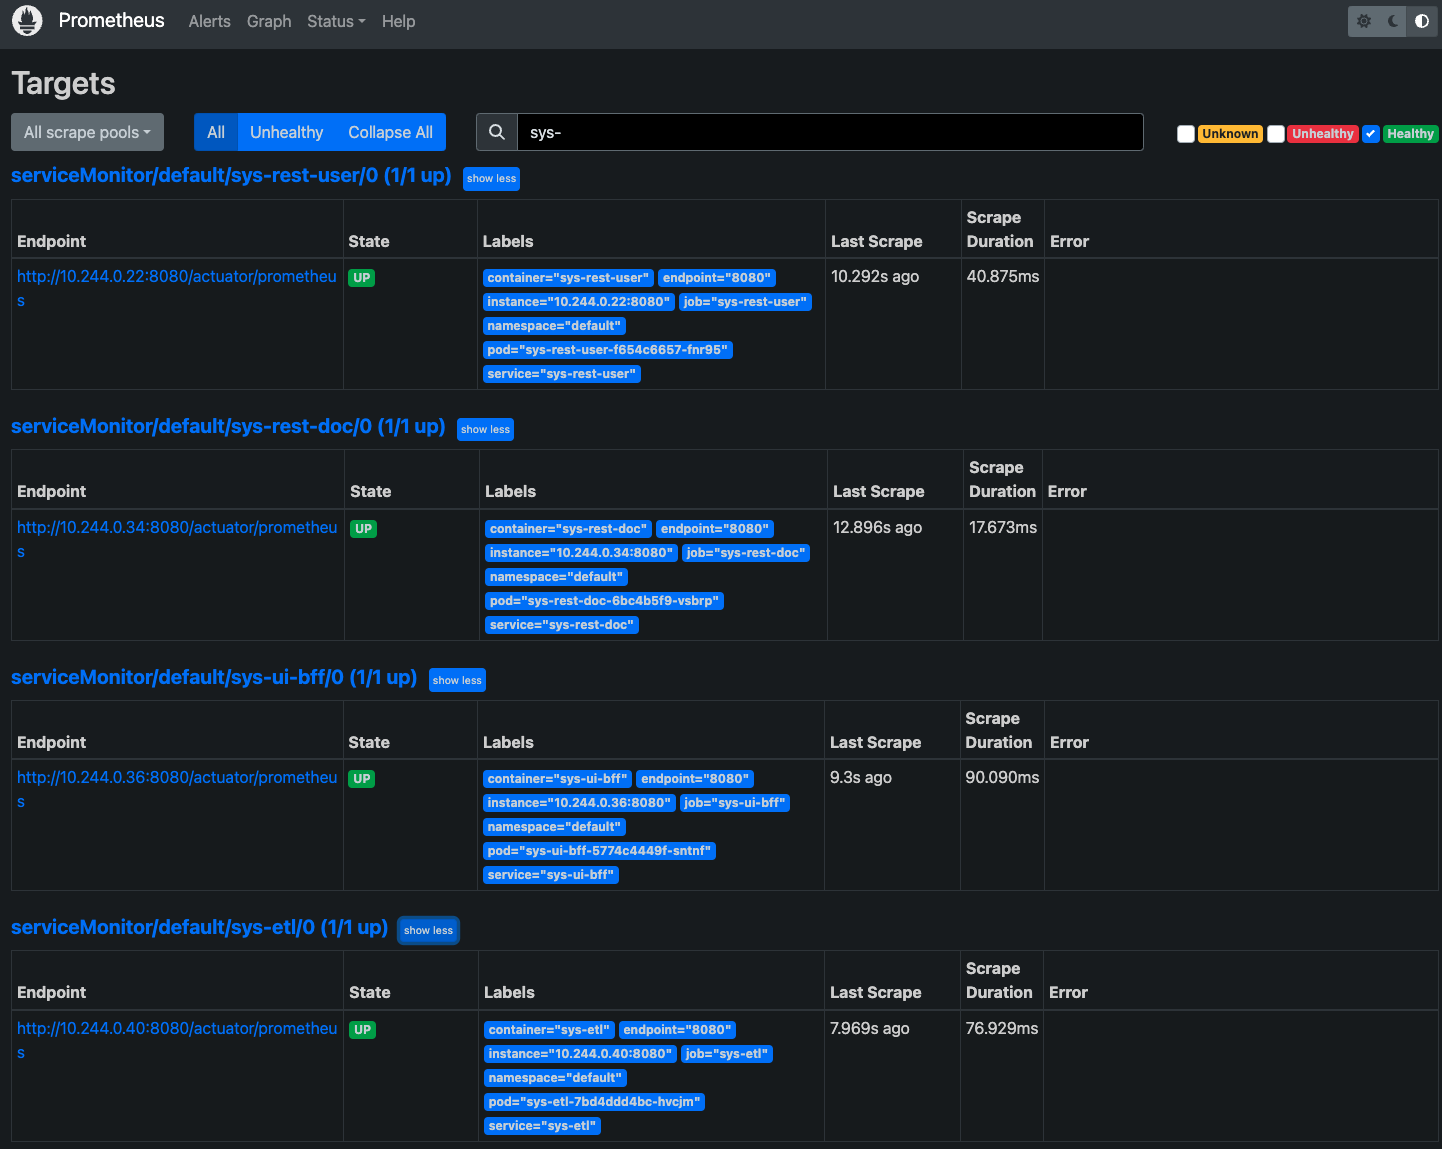 Prometheus Alerts Graph Status Help
Targets
All scrape pools All Unhealthy Collapse All sys- Unknown Unhealthy Healthy
serviceMonitor/default/sys-rest-user/0 (1/1 up) show less
Endpoint State Labels Last Scrape Scrape Duration Error
http://10.244.0.22:8080/actuator/prometheu
s
UP
container="sys-rest-user" endpoint="8080"
instance="10.244.0.22:8080" job="sys-rest-user"
namespace="default"
pod="sys-rest-user-f654c6657-fnr95"
service="sys-rest-user"
10.292s ago
40.875ms
serviceMonitor/default/sys-rest-doc/0 (1/1 up) show less
Endpoint State Labels Last Scrape Scrape Duration Error
http://10.244.0.34:8080/actuator/prometheu
s
UP
container="sys-rest-doc" endpoint="8080"
instance="10.244.0.34:8080" job="sys-rest-doc"
namespace="default"
pod="sys-rest-doc-6bc4b5f9-vsbrp"
service="sys-rest-doc"
12.896s ago
17.673ms
serviceMonitor/default/sys-ui-bff/0 (1/1 up) show less
Endpoint State Labels Last Scrape Scrape Duration Error
http://10.244.0.36:8080/actuator/prometheu
s
UP
container="sys-ui-bff" endpoint="8080"
instance="10.244.0.36:8080" job="sys-ui-bff"
namespace="default"
pod="sys-ui-bff-5774c4449f-sntnf"
service="sys-ui-bff"
9.3s ago
90.090ms
serviceMonitor/default/sys-etl/0 (1/1 up) show less
Endpoint State Labels Last Scrape Scrape Duration Error
http://10.244.0.40:8080/actuator/prometheu
s
UP
container="sys-etl" endpoint="8080"
instance="10.244.0.40:8080" job="sys-etl"
namespace="default"
pod="sys-etl-7bd4ddd4bc-hvcjm"
service="sys-etl"
7.969s ago
76.929ms